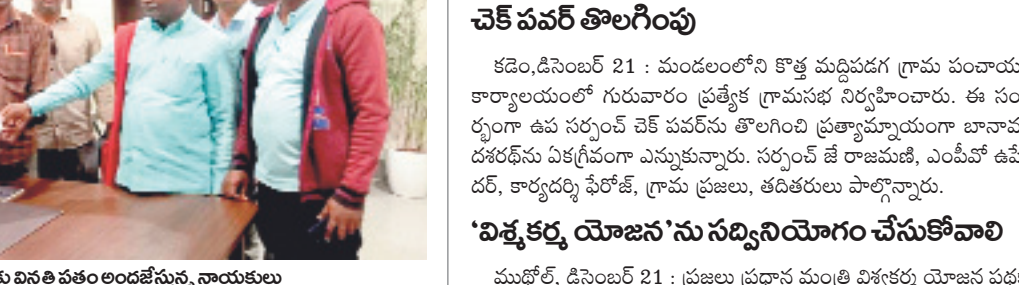 కు వినతి పత్రం అందజేస్తున్న నాయకులు
చెక్ పవర్ తొలగింపు
కడెం,డిసెంబర్ 21 : మండలంలోని కొత్త మద్దిపడగ గ్రామ పంచాయ
కార్యాలయంలో గురువారం ప్రత్యేక గ్రామసభ నిర్వహించారు. ఈ సం
ర్భంగా ఉప సర్పంచ్ చెక్ పవర్‌ను తొలగించి ప్రత్యామ్నాయంగా బానావ
దశరథ్‌ను ఏకగ్రీవంగా ఎన్నుకున్నారు. సర్పంచ్ జే రాజమణి, ఎంపీవో ఉపే
దర్, కార్యదర్శి ఫేరోజ్, గ్రామ ప్రజలు, తదితరులు పాల్గొన్నారు.
‘విశ్వకర్మ యోజన’ను సద్వినియోగం చేసుకోవాలి
ముథోల్, డిసెంబర్ 21 : ప్రజలు ప్రధాన మంత్రి విశ్వకర్మ యోజన పథక